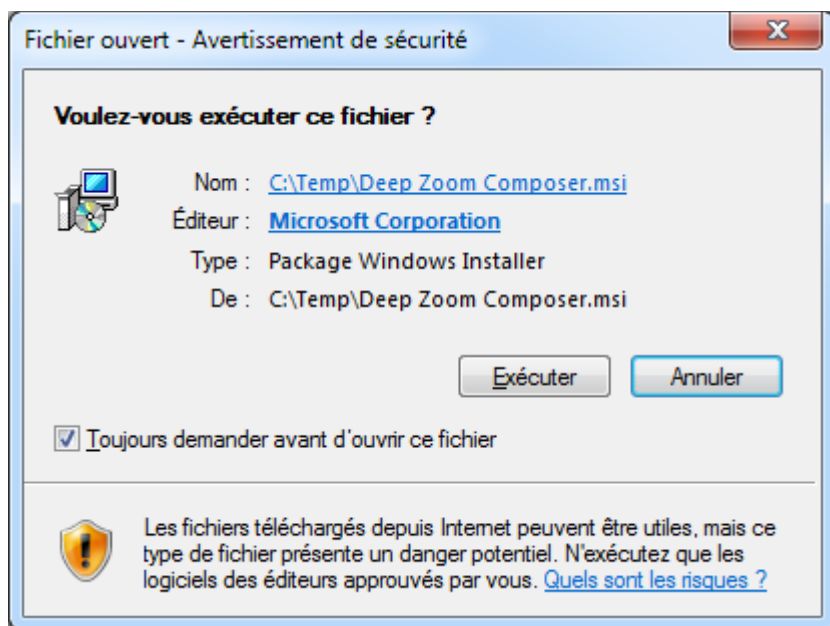 Fichier ouvert - Avertissement de sécurité
Voulez-vous exécuter ce fichier ?
Nom : C:\Temp\Deep Zoom Composer.msi
Éditeur : Microsoft Corporation
Type : Package Windows Installer
De : C:\Temp\Deep Zoom Composer.msi
Exécuter Annuler
Toujours demander avant d'ouvrir ce fichier
Les fichiers téléchargés depuis Internet peuvent être utiles, mais ce
type de fichier présente un danger potentiel. N'exécutez que les
logiciels des éditeurs approuvés par vous. Quels sont les risques ?